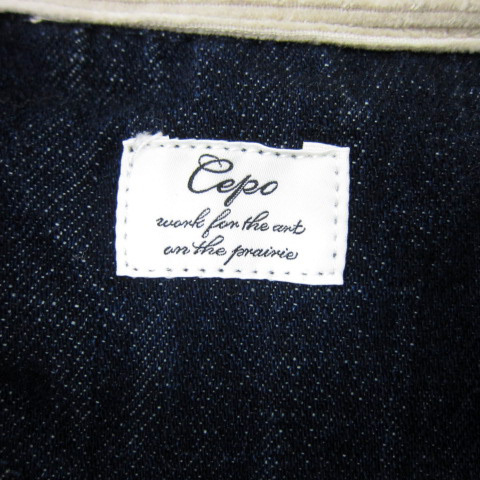 Cepo
work for the art
on the prairie